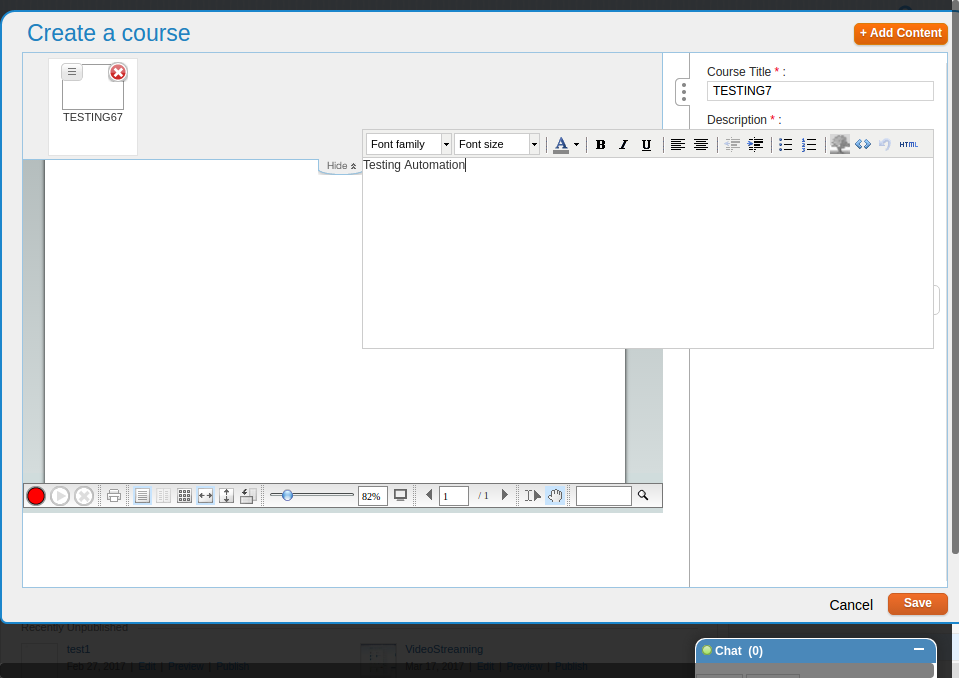 Create a course
+ Add Content
TESTING67
Course Title * :
TESTING7
Description * :
Font family
Font size
A
B
I
U
HTML
Hide
Testing Automation
82%
1
/ 1
Cancel
Save
Recently Unpublished
test1
Feb 27, 2017 | Edit | Preview | Publish
VideoStreaming
Mar 17, 2017 | Edit | Preview | Publish
Chat (0)